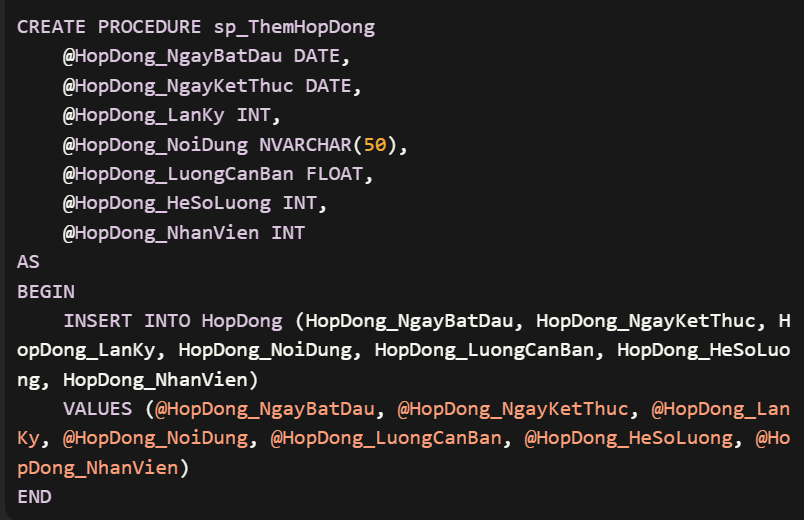 CREATE PROCEDURE sp_ThemHopDong
    @HopDong_NgayBatDau DATE,
    @HopDong_NgayKetThuc DATE,
    @HopDong_LanKy INT,
    @HopDong_NoiDung NVARCHAR(50),
    @HopDong_LuongCanBan FLOAT,
    @HopDong_HeSoLuong INT,
    @HopDong_NhanVien INT
AS
BEGIN
    INSERT INTO HopDong (HopDong_NgayBatDau, HopDong_NgayKetThuc, H
opDong_LanKy, HopDong_NoiDung, HopDong_LuongCanBan, HopDong_HeSoLuo
ng, HopDong_NhanVien)
    VALUES (@HopDong_NgayBatDau, @HopDong_NgayKetThuc, @HopDong_Lan
Ky, @HopDong_NoiDung, @HopDong_LuongCanBan, @HopDong_HeSoLuong, @Ho
pDong_NhanVien)
END